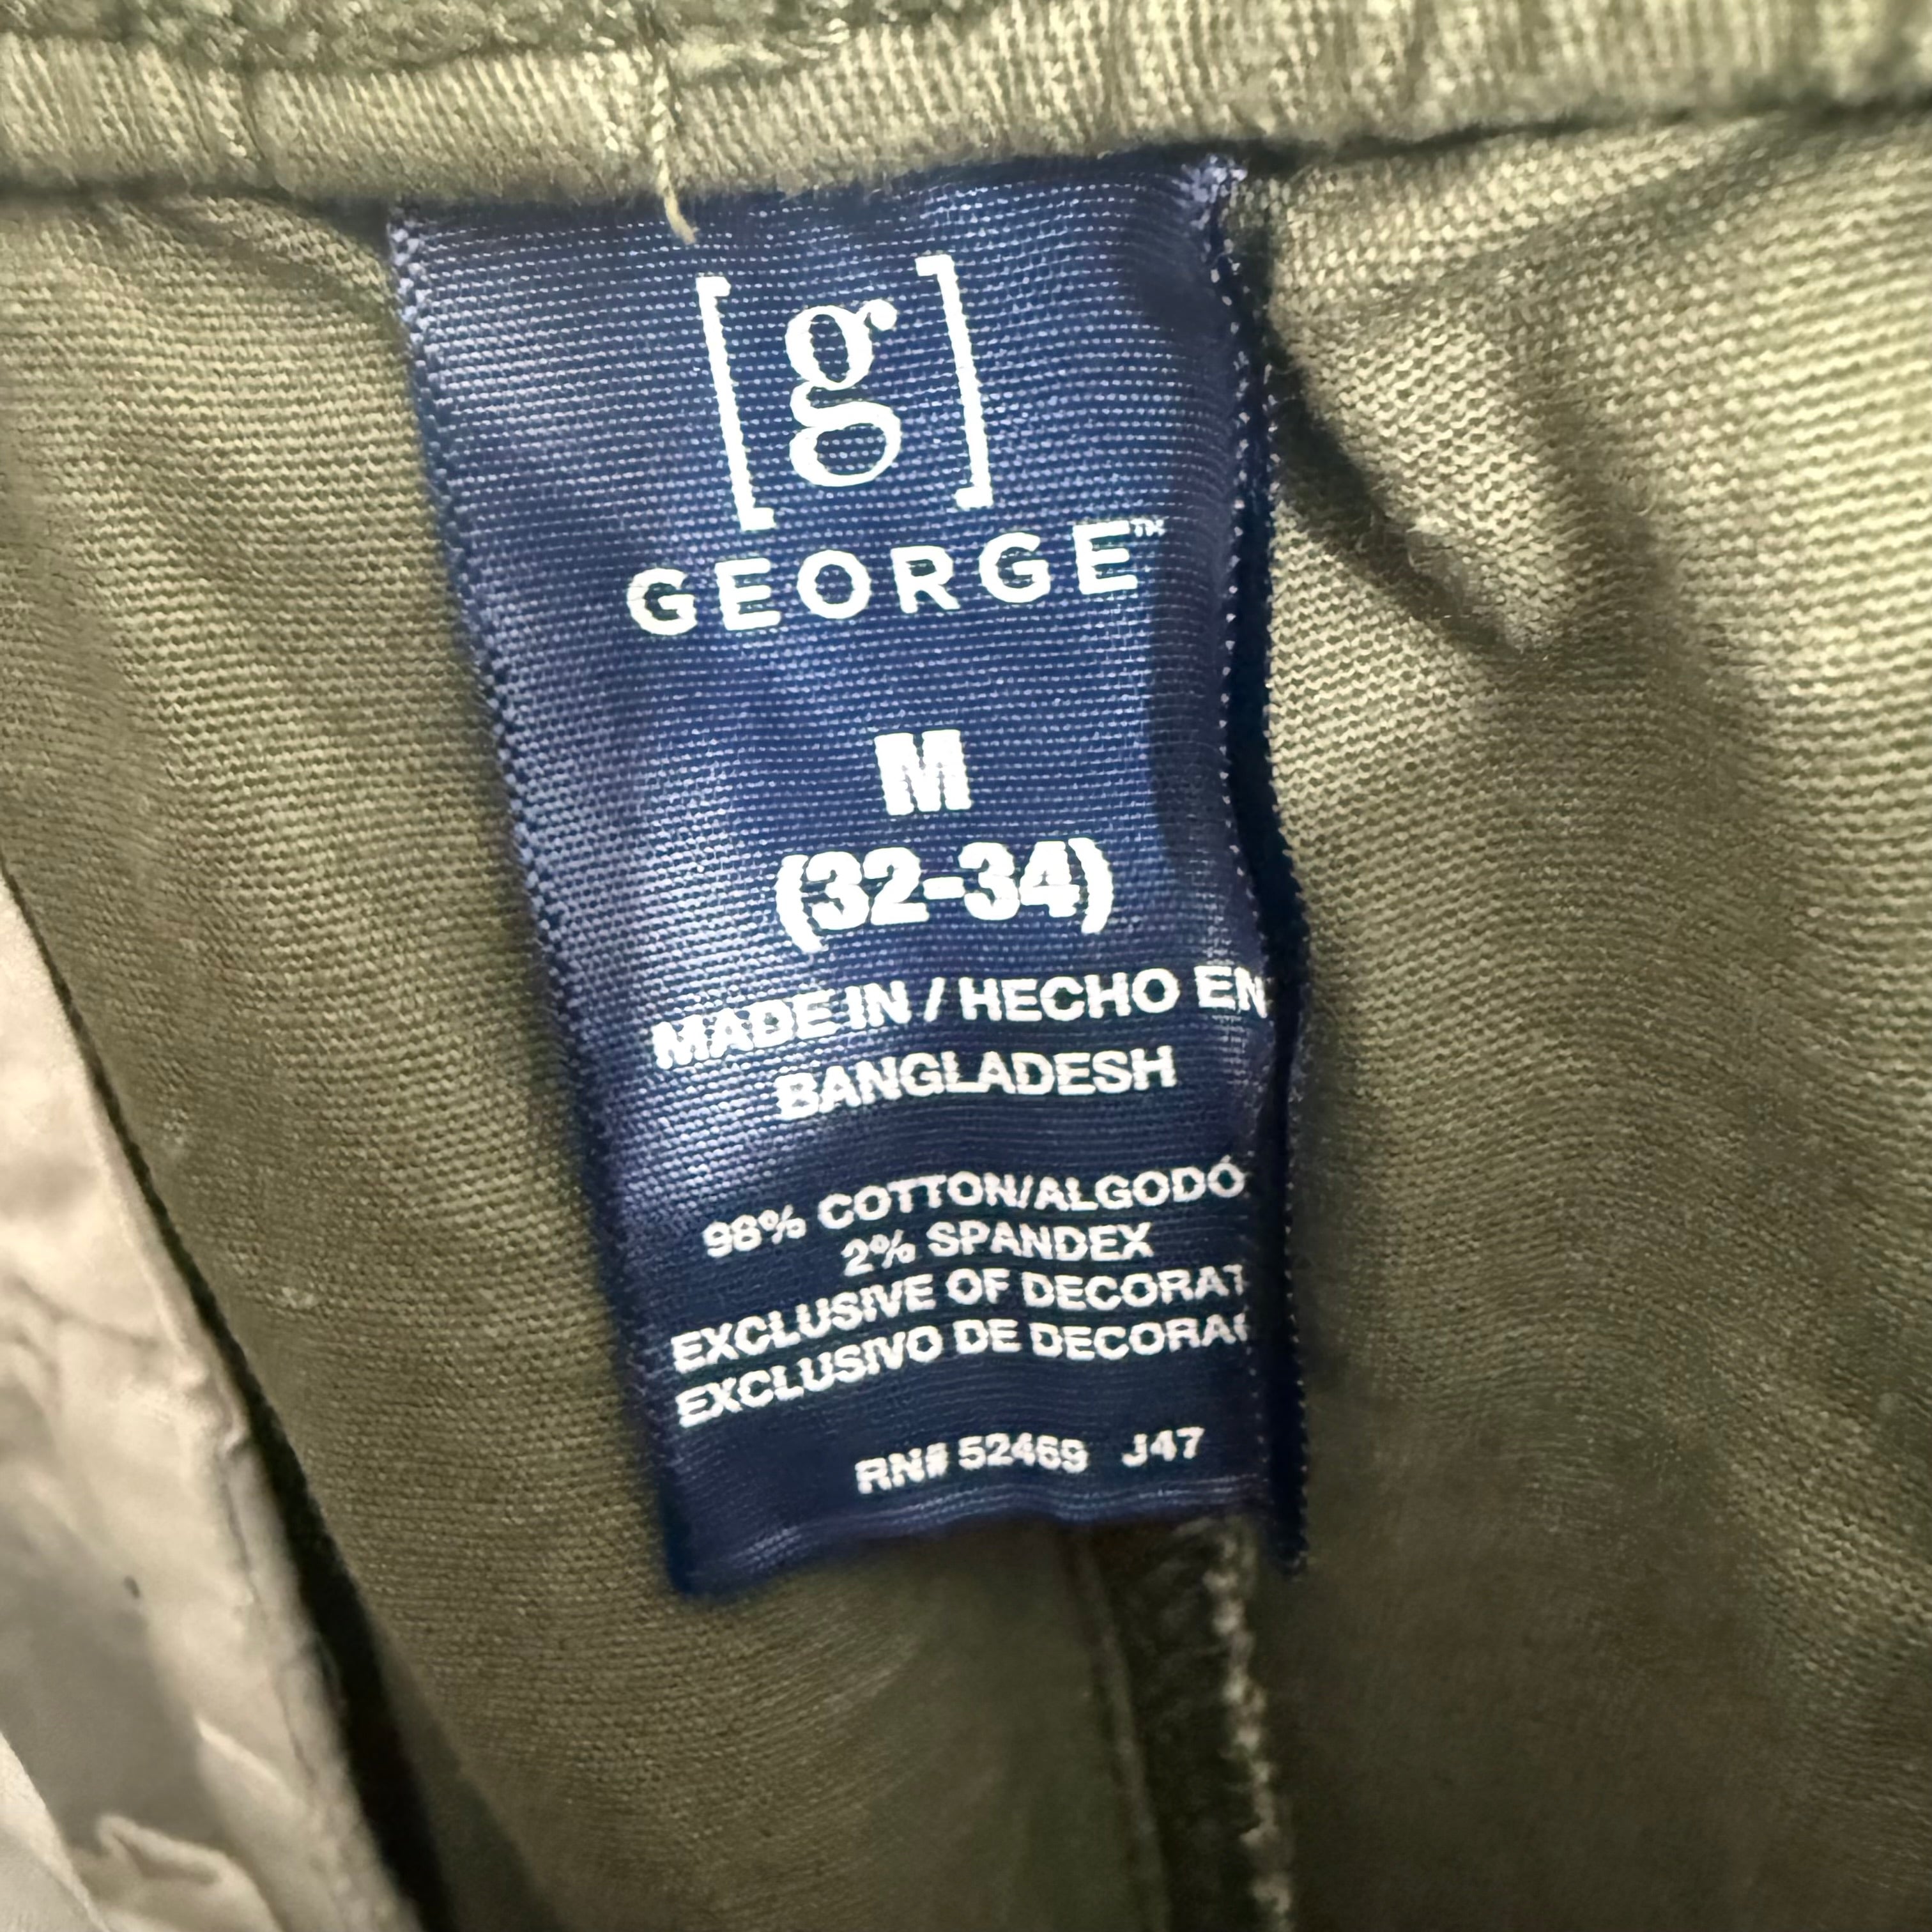 [g]
GEORGE™
M
(32-34)
MADE IN / HECHO EN
BANGLADESH
98% COTTON/ALGODÓ
2% SPANDEX
EXCLUSIVE OF DECORAT
EXCLUSIVO DE DECORA
RN# 52469 J47